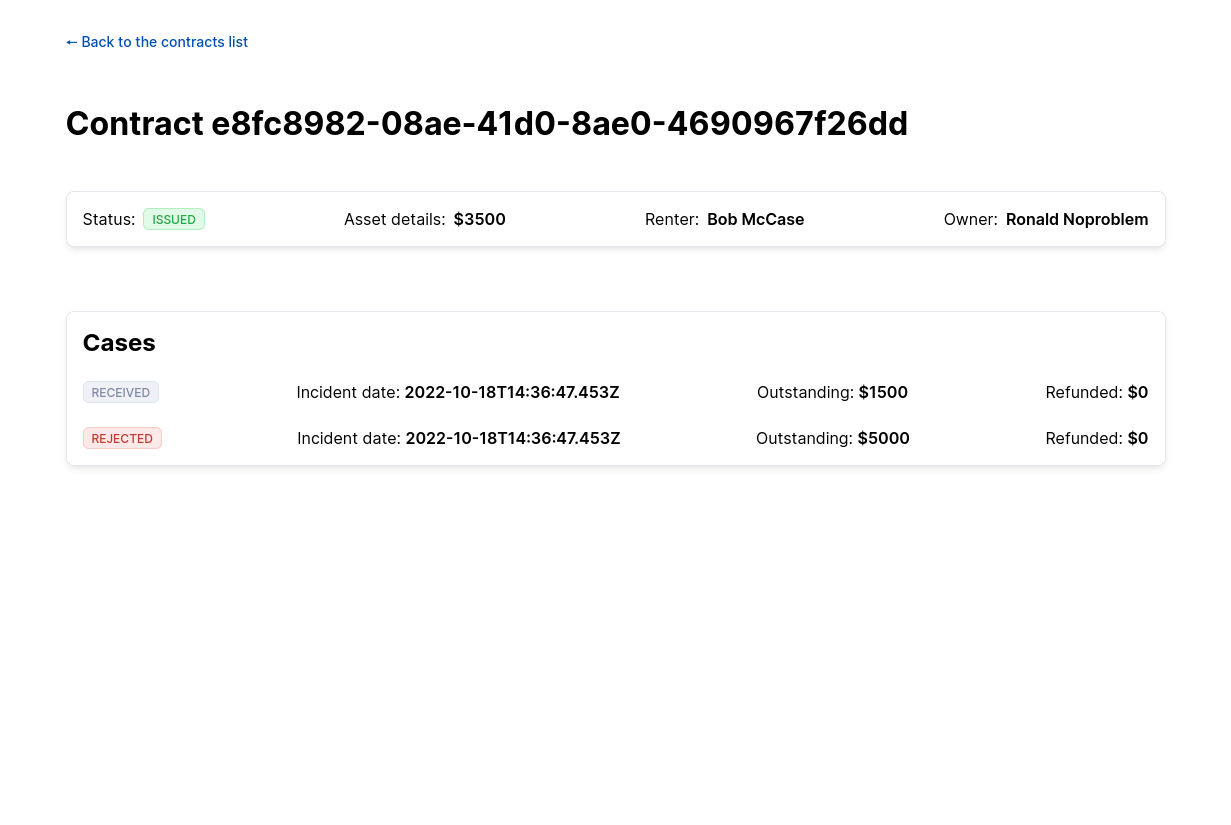 ← Back to the contracts list
Contract e8fc8982-08ae-41d0-8ae0-4690967f26dd
Status: ISSUED Asset details: $3500 Renter: Bob McCase Owner: Ronald Noproblem
Cases
RECEIVED Incident date: 2022-10-18T14:36:47.453Z Outstanding: $1500 Refunded: $0
REJECTED Incident date: 2022-10-18T14:36:47.453Z Outstanding: $5000 Refunded: $0